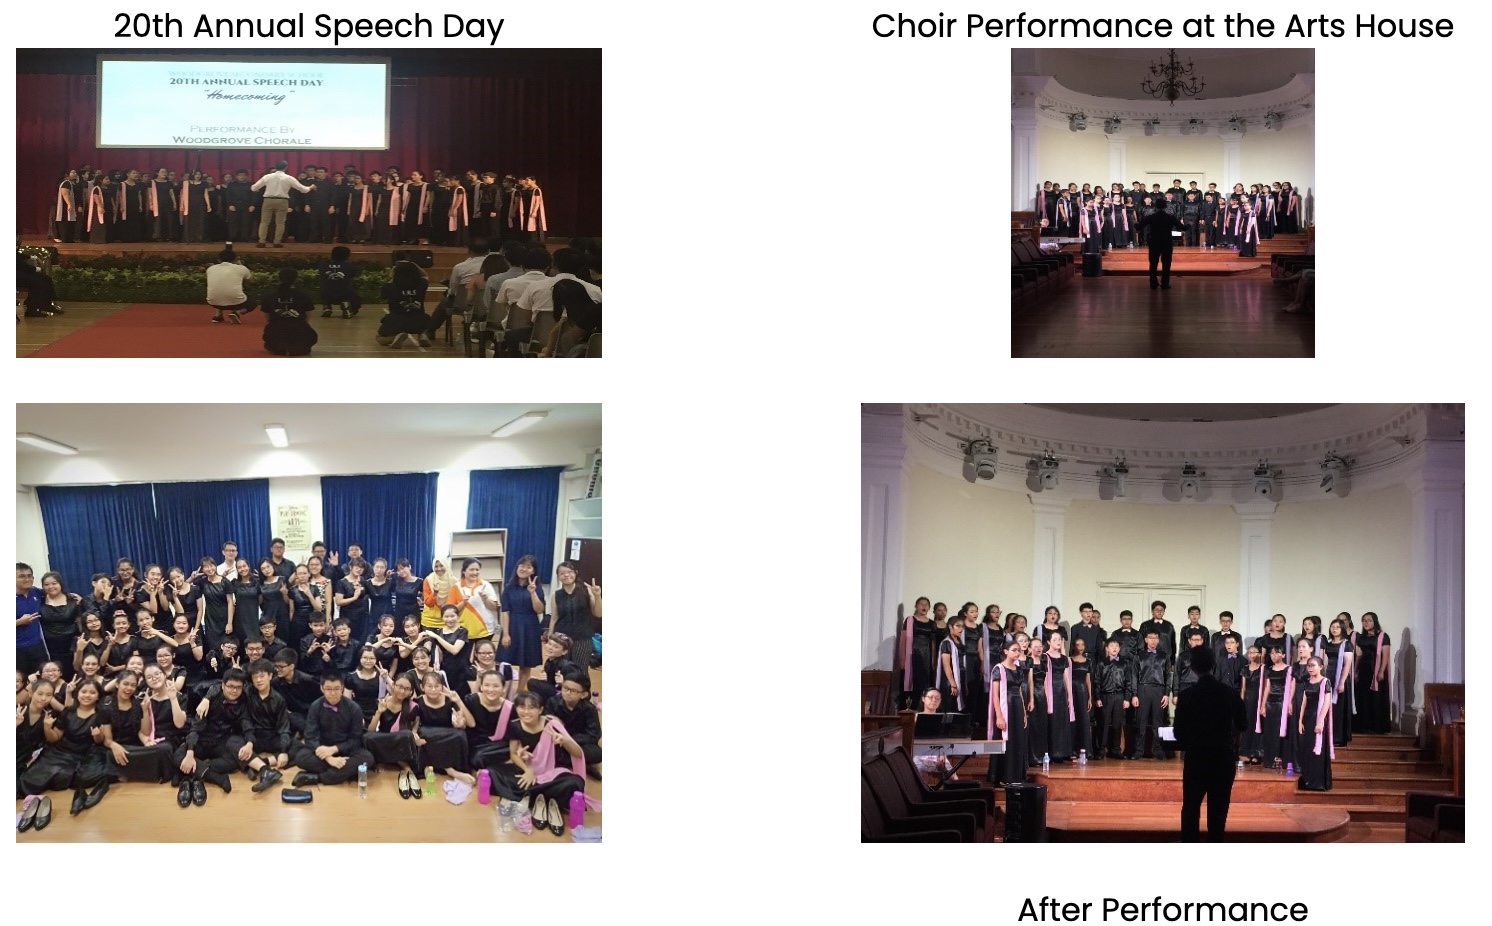 20th Annual Speech Day
Choir Performance at the Arts House
20TH ANNUAL SPEECH DAY
"Homecoming"
PERFORMANCE BY
WOODGROVE CHORALE
After Performance